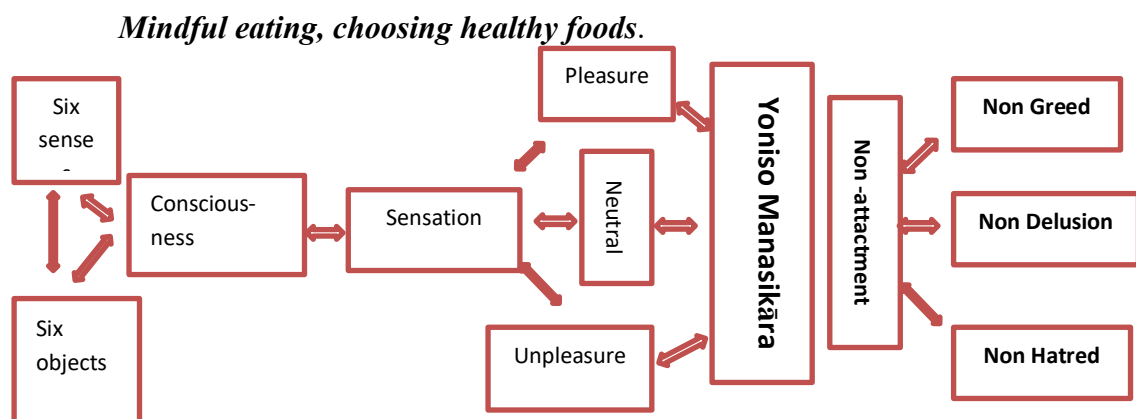 Mindful eating, choosing healthy foods.
Pleasure
Six
sense
Conscious-
ness
Sensation
Neutral
Yoniso Manasikāra
Non -attactment
Non Greed
Non Delusion
Six
objects
Unpleasure
Non Hatred